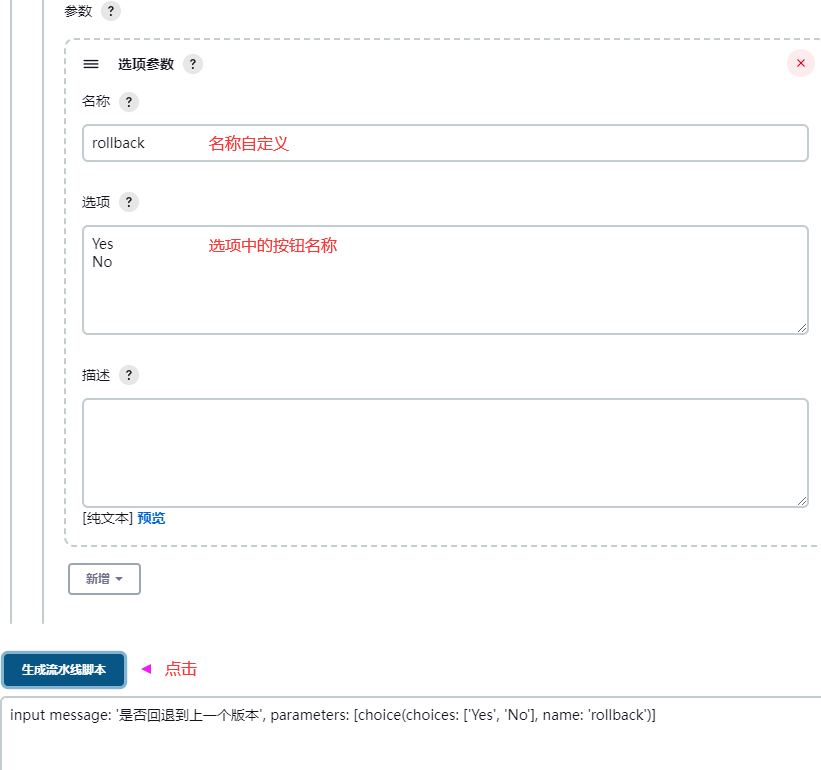 参数 ?
选项参数 ?
名称 ?
rollback 名称自定义
选项 ?
Yes 选项中的按钮名称
No
描述 ?
[纯文本] 预览
新增
生成流水线脚本 点击
input message: '是否回退到上一个版本', parameters: [choice(choices: ['Yes', 'No'], name: 'rollback')]